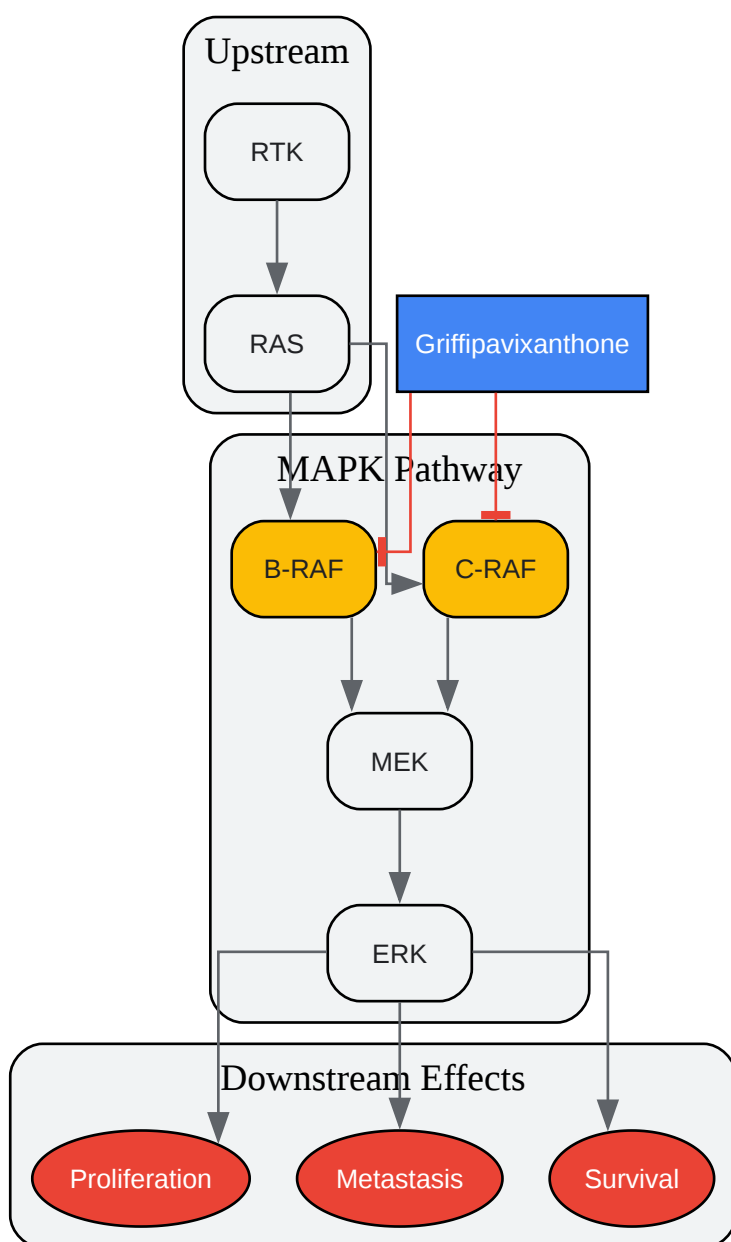 Upstream
RTK
RAS
Griffipavixanthone
MAPK Pathway
B-RAF
C-RAF
MEK
ERK
Downstream Effects
Proliferation
Metastasis
Survival